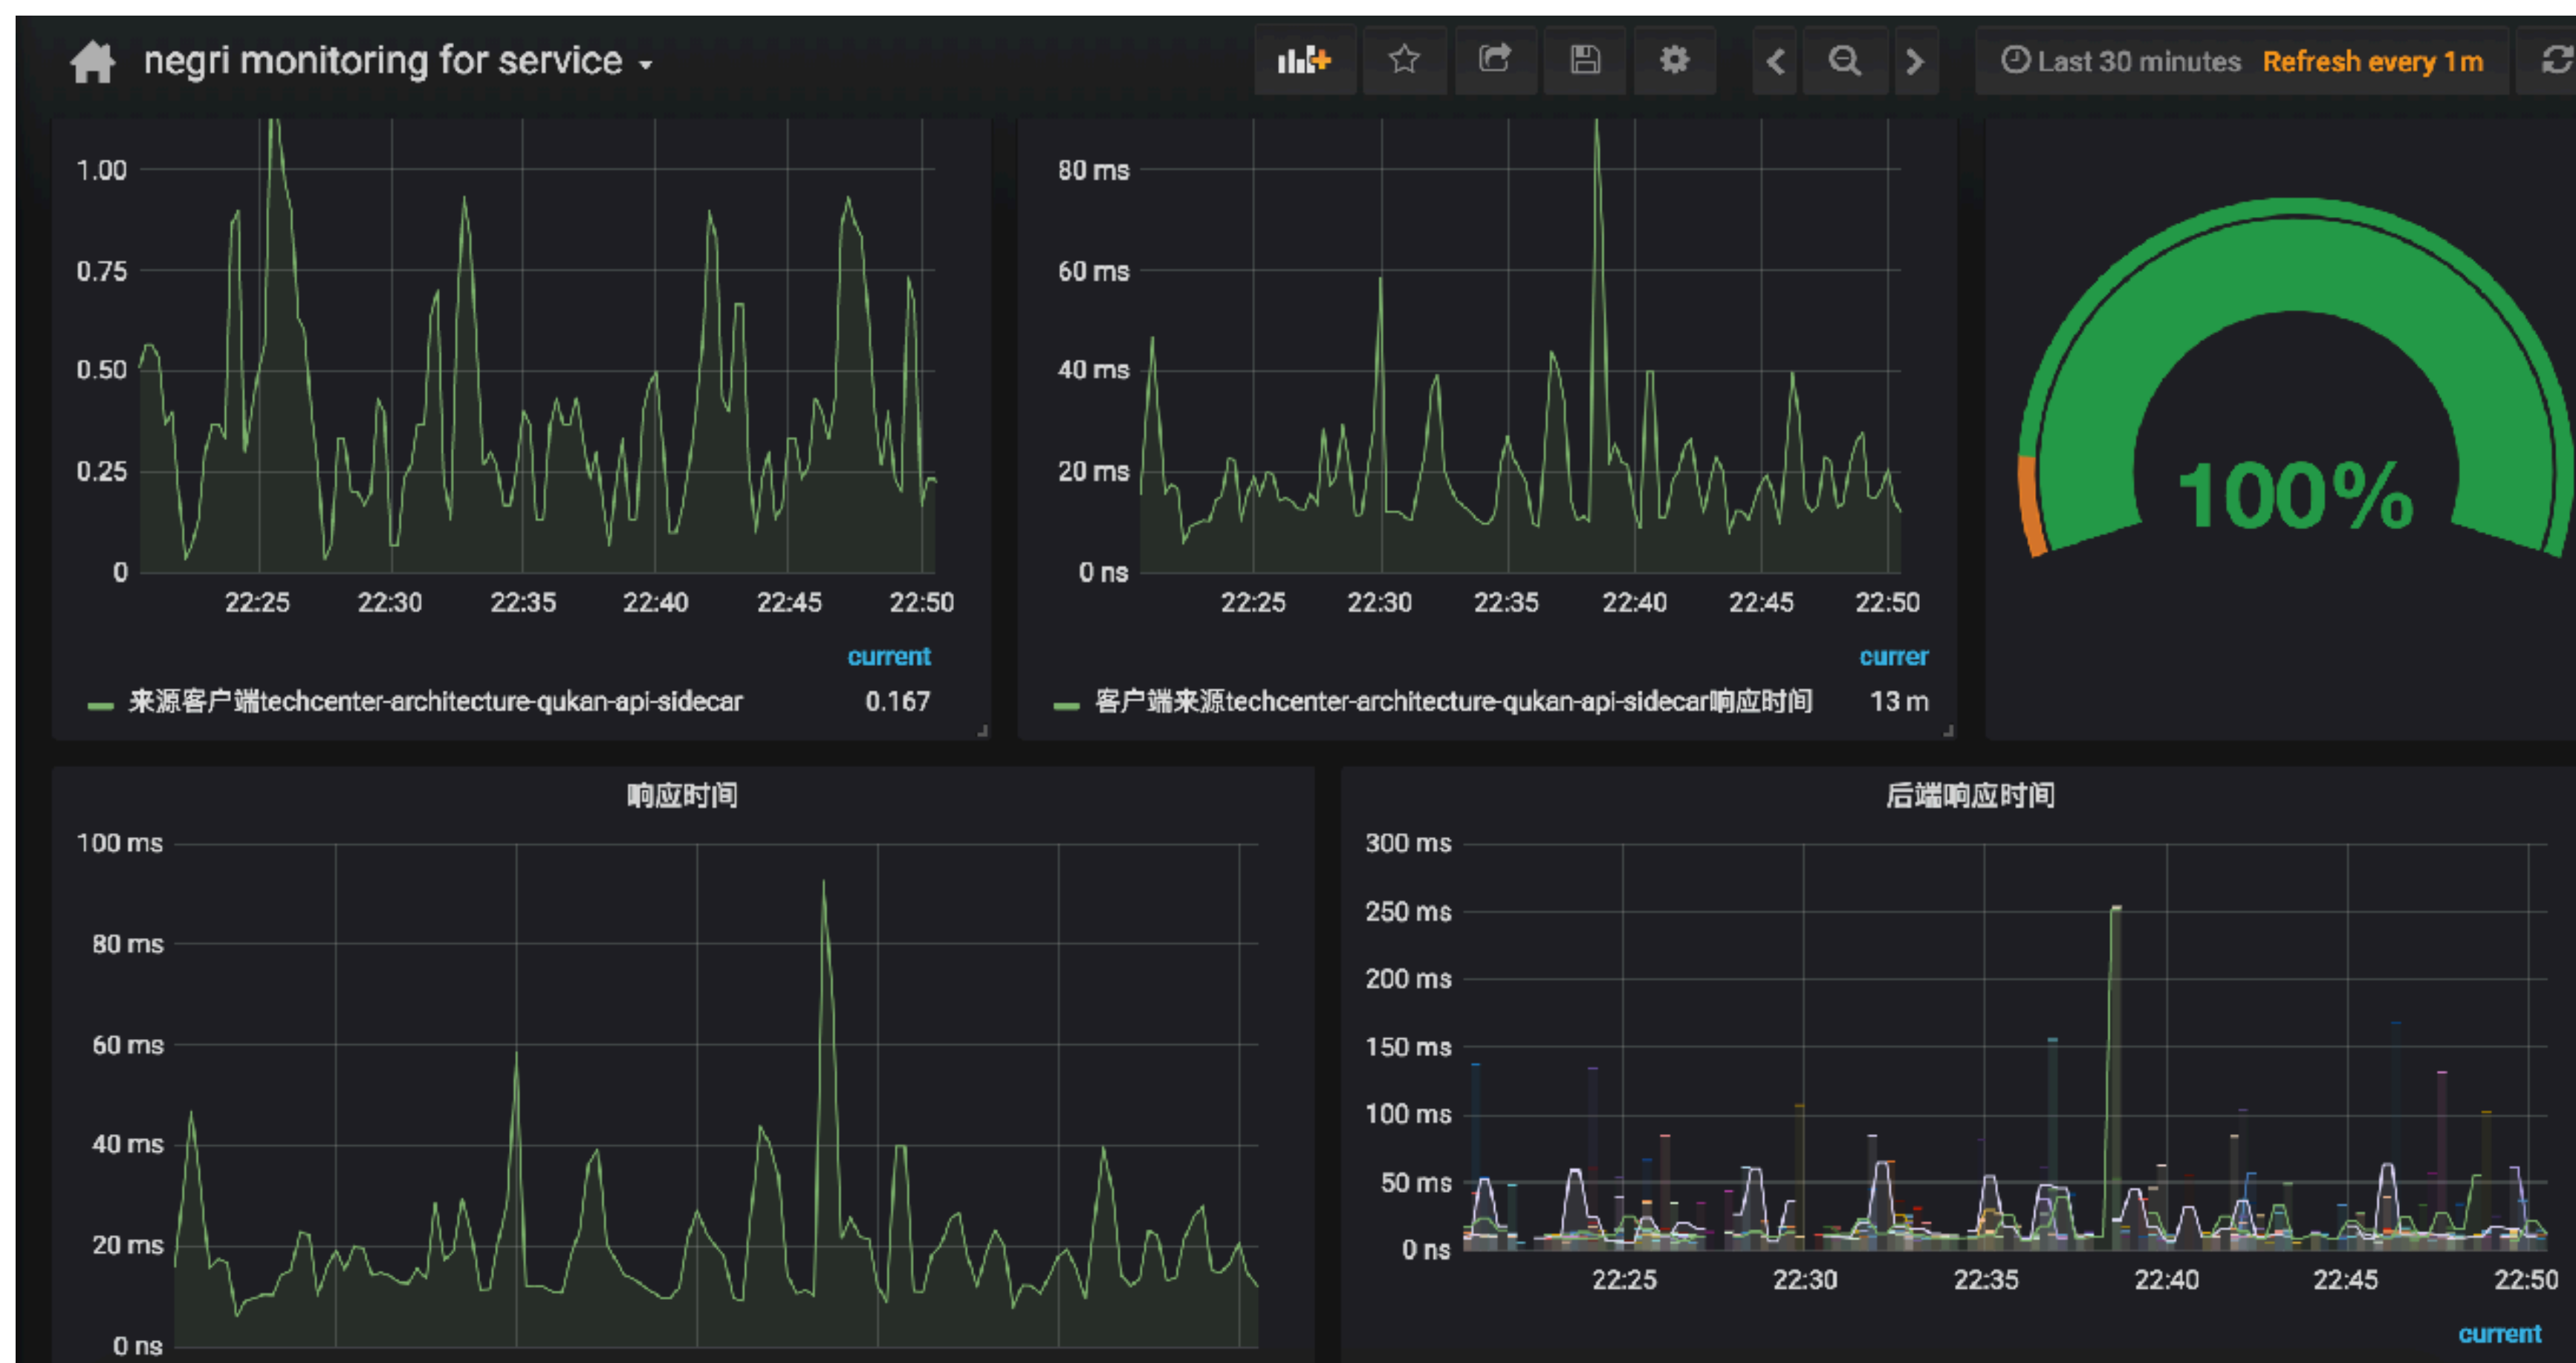 negri monitoring for service
Last 30 minutes Refresh every 1m
1.00
0.75
0.50
0.25
0
22:25 22:30 22:35 22:40 22:45 22:50
current
来源客户端techcenter-architecture-qukan-api-sidecar 0.167
80 ms
60 ms
40 ms
20 ms
0 ns
22:25 22:30 22:35 22:40 22:45 22:50
currer
客户端来源techcenter-architecture-qukan-api-sidecar响应时间 13 m
100%
响应时间
100 ms
80 ms
60 ms
40 ms
20 ms
0 ns
后端响应时间
300 ms
250 ms
200 ms
150 ms
100 ms
50 ms
0 ns
22:25 22:30 22:35 22:40 22:45 22:50
current